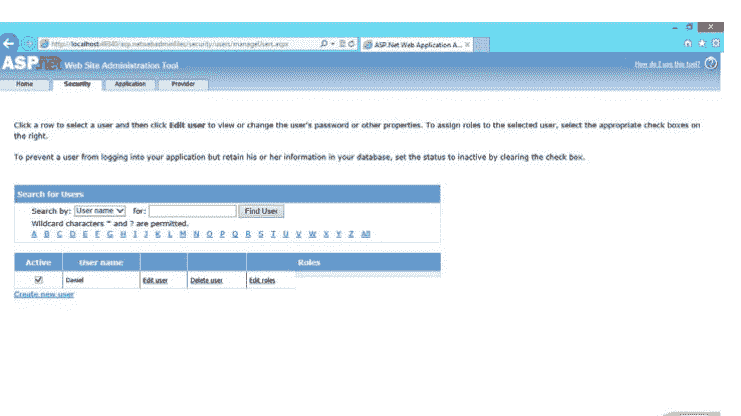 http://localhost:49340/asp.netwebadminfiles/security/users/manageUsers.aspx
ASP.Net Web Application A...
ASP.net Web Site Administration Tool
How do I use this tool?
Home Security Application Provider
Click a row to select a user and then click Edit user to view or change the user's password or other properties. To assign roles to the selected user, select the appropriate check boxes on
the right.
To prevent a user from logging into your application but retain his or her information in your database, set the status to inactive by clearing the check box.
Search for Users
Search by: User name for: Find User
Wildcard characters * and ? are permitted.
A B C D E F G H I J K L M N O P Q R S T U V W X Y Z All
Active User name Roles
Daniel Edit user Delete user Edit roles
Create new user